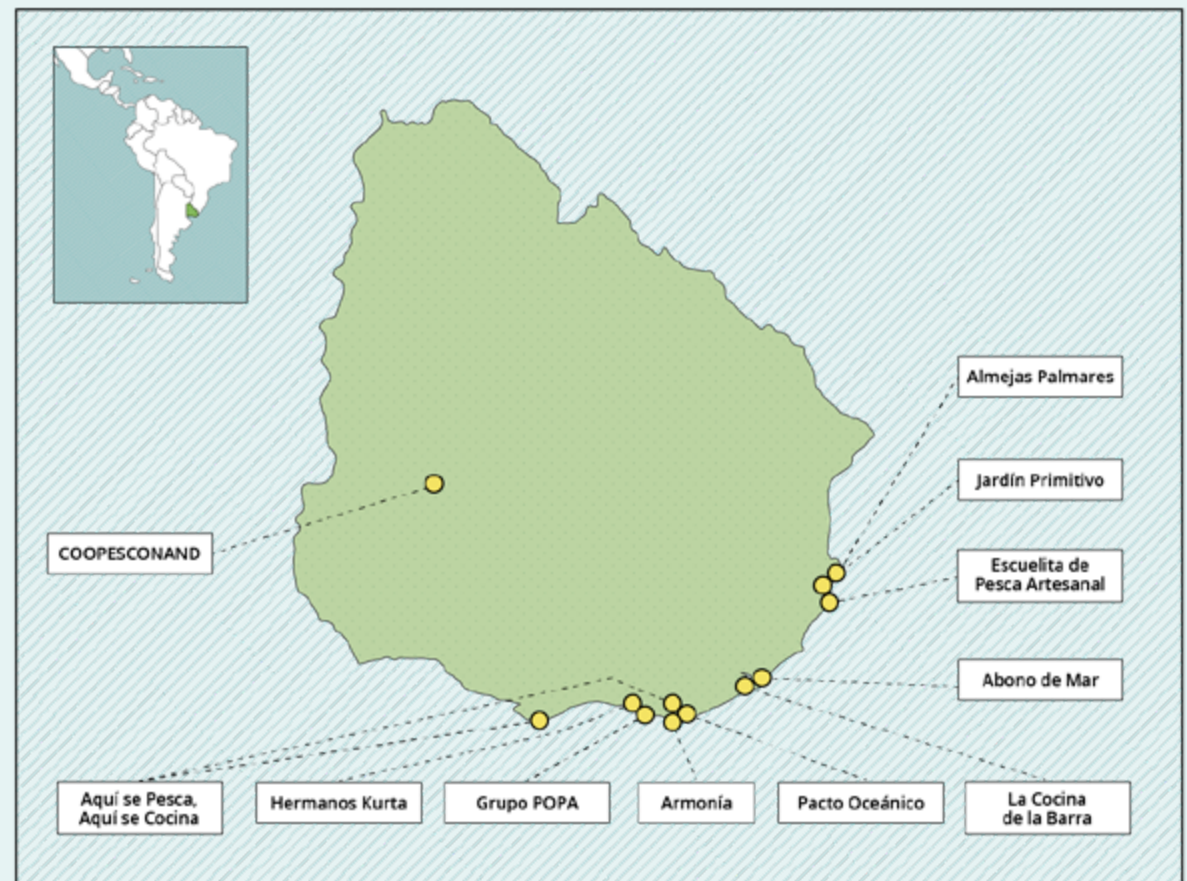 Almejas Palmares
Jardín Primitivo
Escuelita de
Pesca Artesanal
COOPESCONAND
Abono de Mar
Aquí se Pesca,
Aquí se Cocina
Hermanos Kurta
Grupo POPA
Armonía
Pacto Oceánico
La Cocina
de la Barra